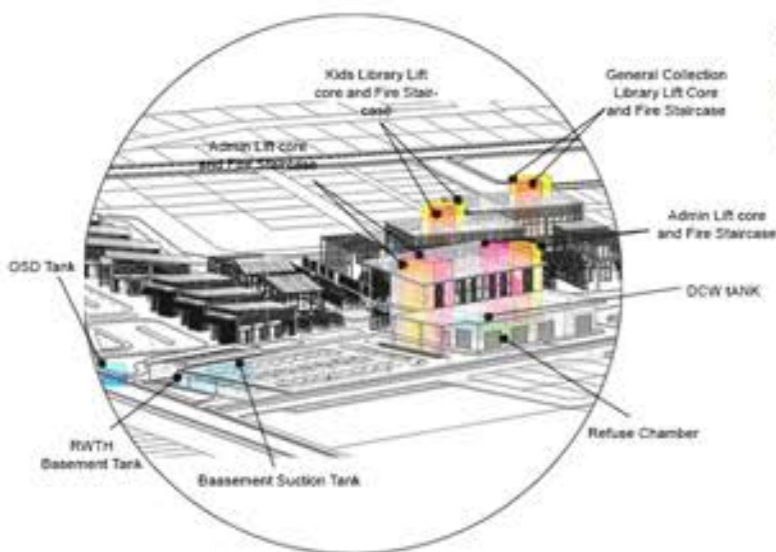 Kids Library Lift
core and Fire Stair-
case
General Collection
Library Lift Core
and Fire Staircase
Admin Lift core
and Fire Staircase
Admin Lift core
and Fire Staircase
OSD Tank
DCW tANK
Refuse Chamber
RWTH
Basement Tank
Baasement Suction Tank